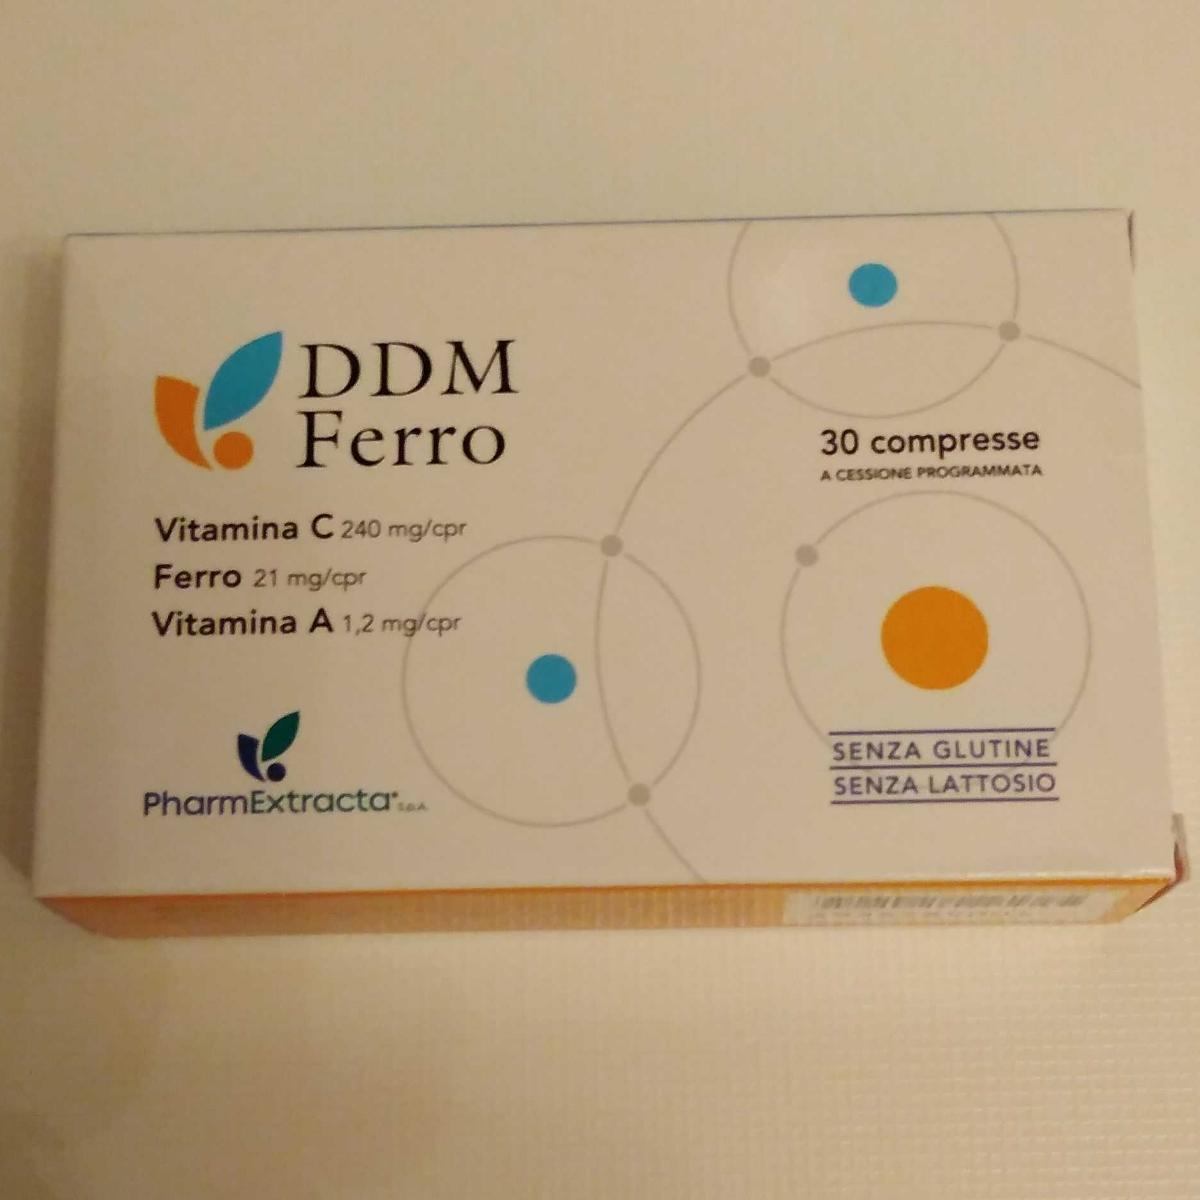 DDM
Ferro
30 compresse
A CESSIONE PROGRAMMATA
Vitamina C 240 mg/cpr
Ferro 21 mg/cpr
Vitamina A 1,2 mg/cpr
SENZA GLUTINE
SENZA LATTOSIO
PharmExtracta® S.p.A.